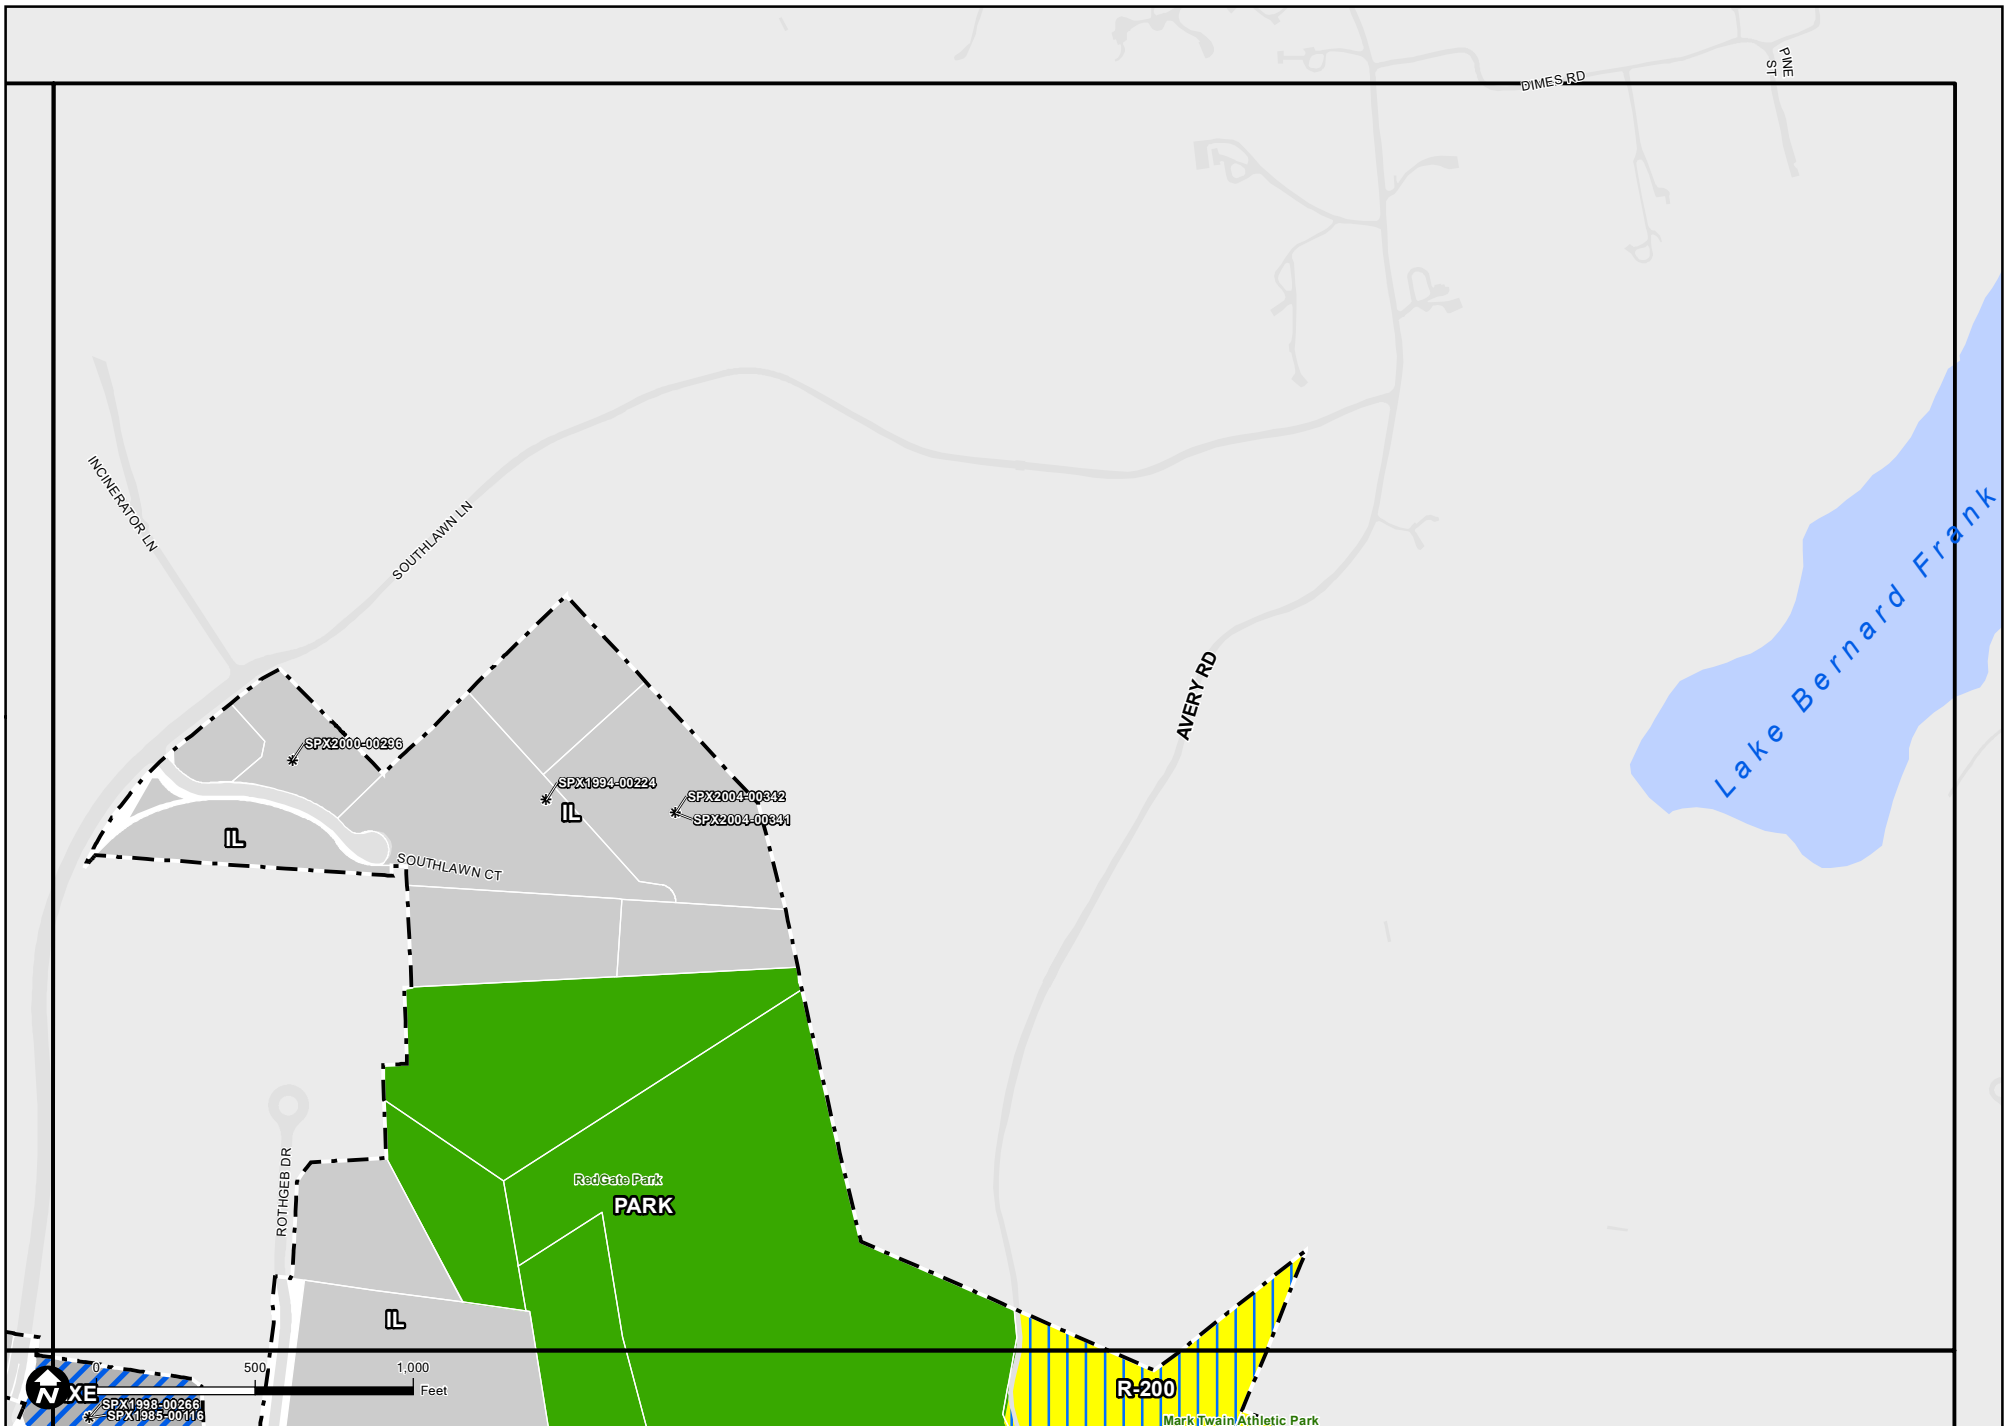 PINE
ST
DIMES RD
INCINERATOR LN
SOUTHLAWN LN
Lake Bernard Frank
AVERY RD
SPX2000-00296
SPX1994-00224
SPX2004-00342
IL
SPX2004-00341
IL
SOUTHLAWN CT
ROTHGEB DR
RedGate Park
PARK
IL
0
500
1,000
Feet
N
XE
R-200
SPX1998-00266
SPX1985-00116
Mark Twain Athletic Park